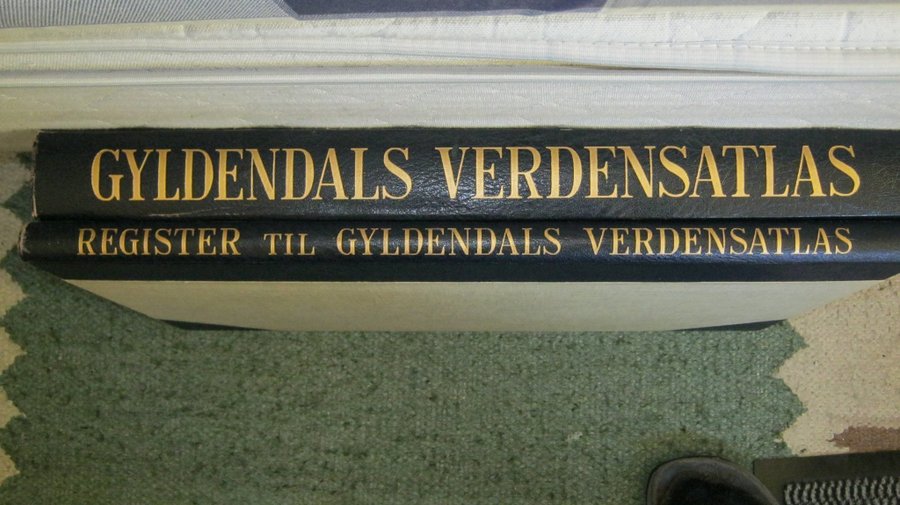 GYLDENDALS VERDENSATLAS
REGISTER TIL GYLDENDALS VERDENSATLAS